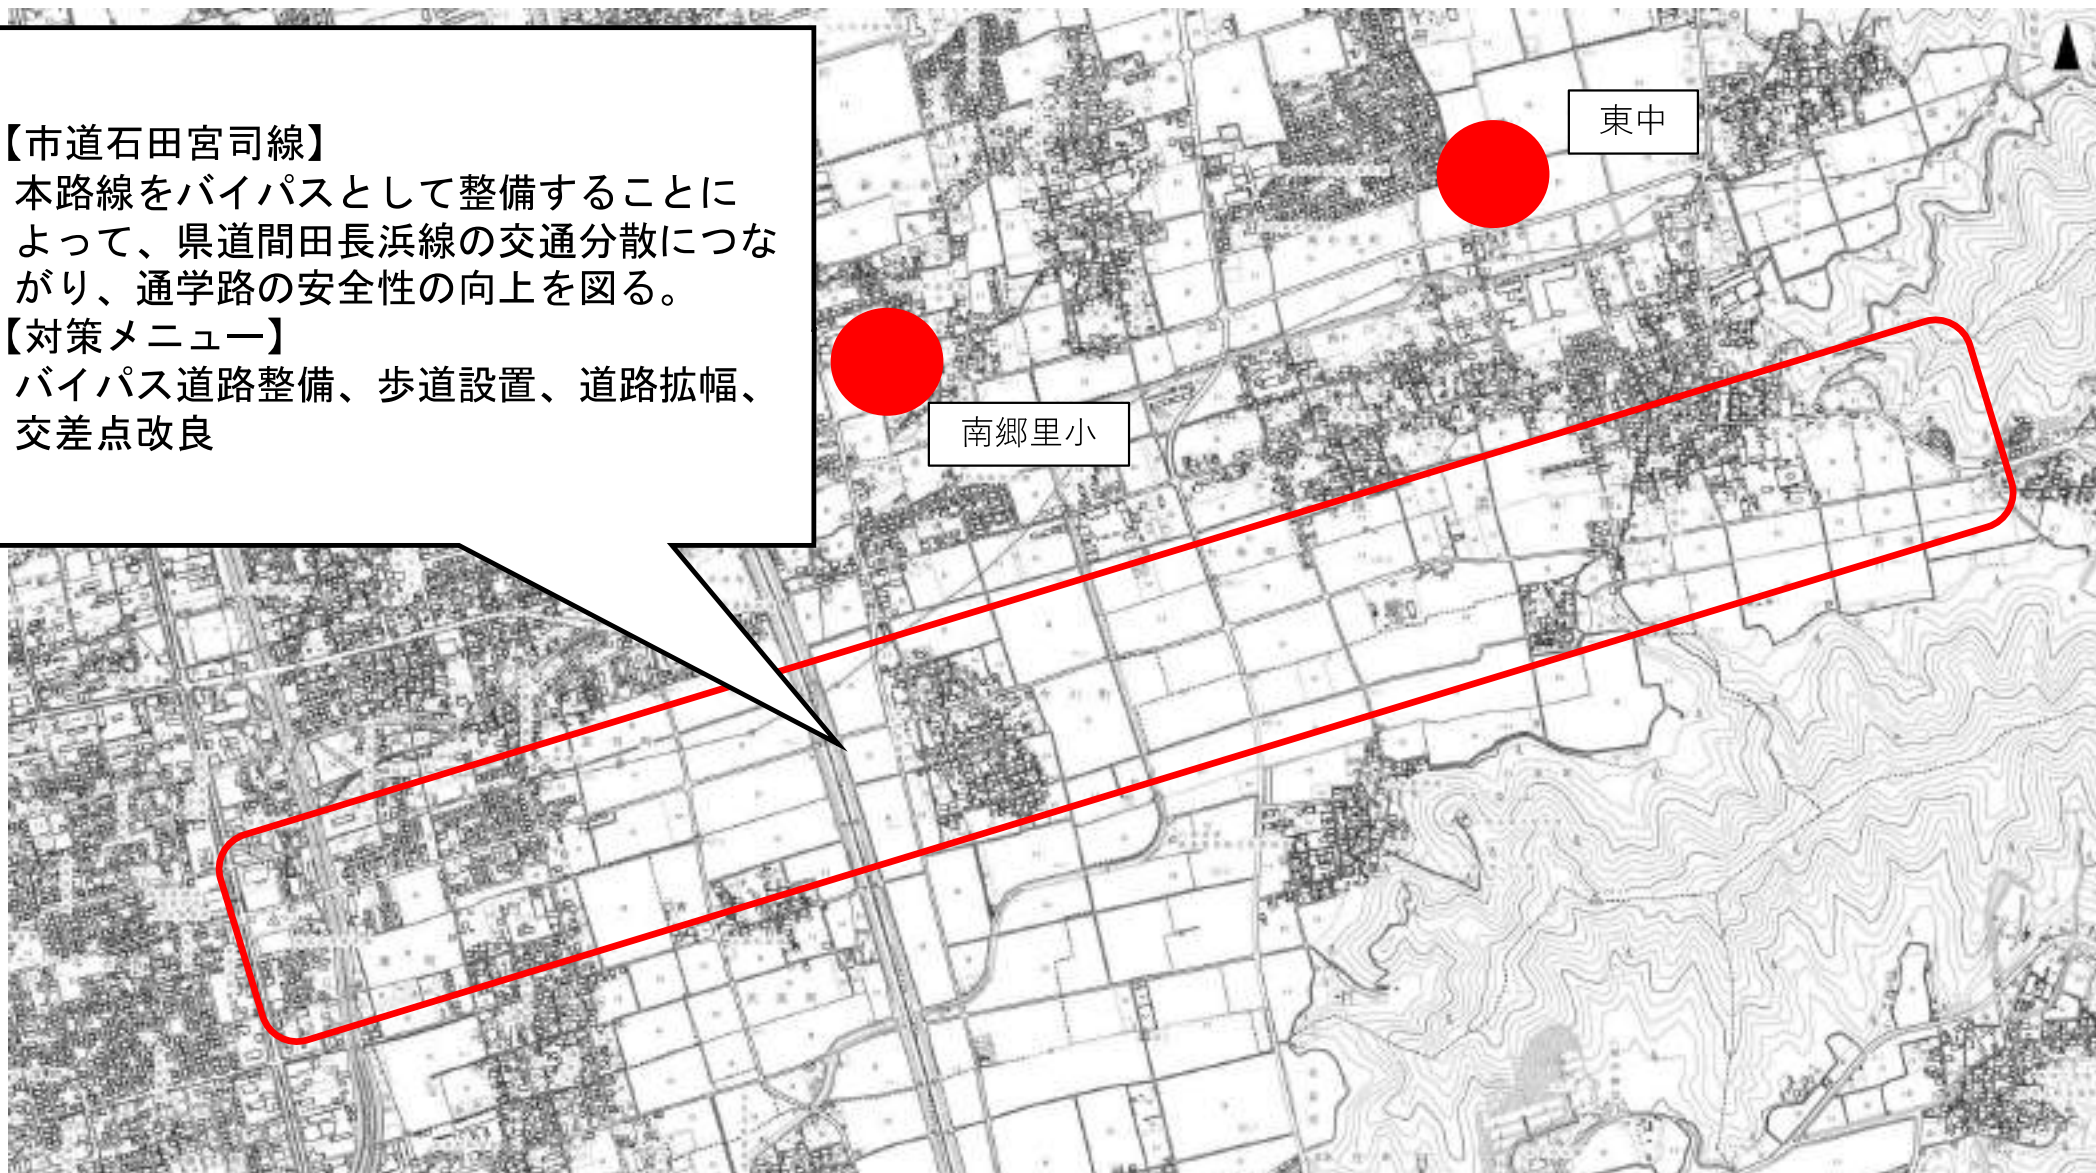 【市道石田宮司線】
本路線をバイパスとして整備することに
よって、県道間田長浜線の交通分散につな
がり、通学路の安全性の向上を図る。
【対策メニュー】
バイパス道路整備、歩道設置、道路拡幅、
交差点改良
東中
南郷里小